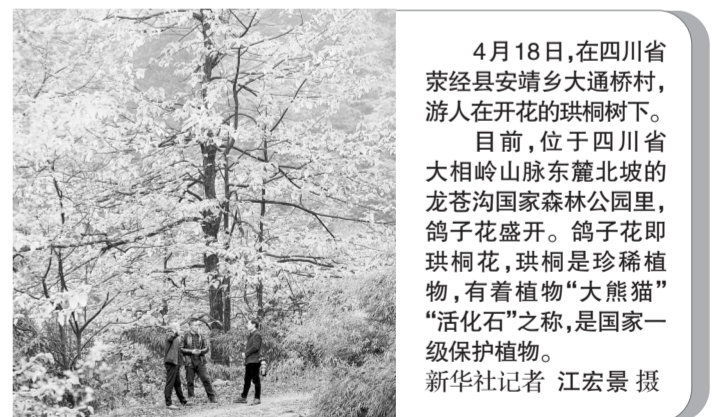 4月18日,在四川省
荥经县安靖乡大通桥村,
游人在开花的珙桐树下。
目前,位于四川省
大相岭山脉东麓北坡的
龙苍沟国家森林公园里,
鸽子花盛开。鸽子花即
珙桐花,珙桐是珍稀植
物,有着植物“大熊猫”
“活化石”之称,是国家一
级保护植物。
新华社记者 江宏景 摄